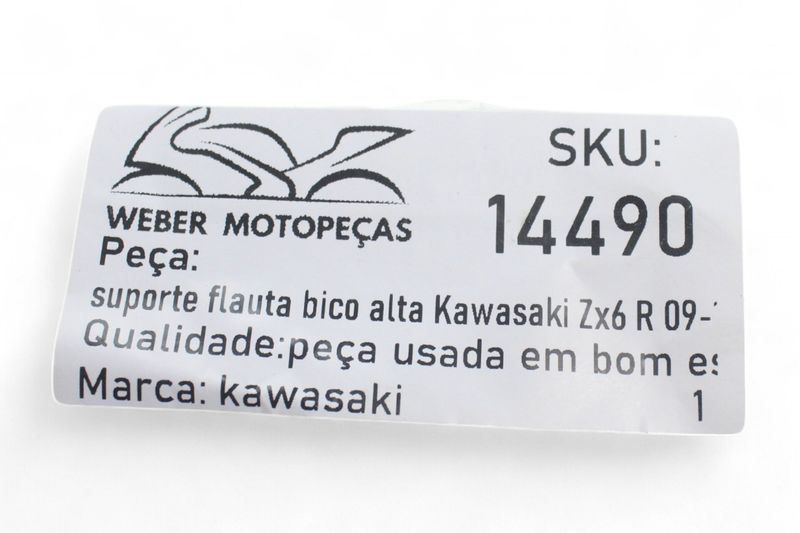 WEBER MOTOPEÇAS
SKU:
14490
Peça:
suporte flauta bico alta Kawasaki Zx6 R 09-
Qualidade:peça usada em bom es
Marca: kawasaki
1